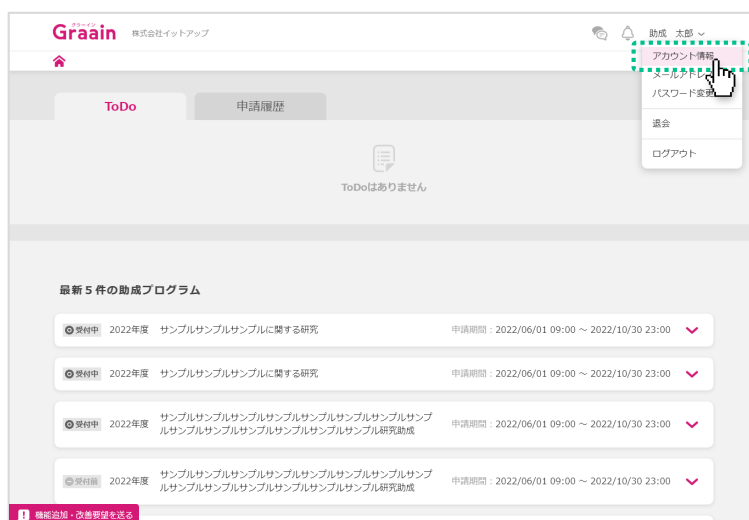 グラーイン
Graain 株式会社イットアップ 助成 太郎
アカウント情報
メールアドレ
パスワード変更
退会
ログアウト
ToDo 申請履歴
ToDoはありません
最新5件の助成プログラム
受付中 2022年度 サンプルサンプルサンプルに関する研究 申請期間:2022/06/01 09:00 ～ 2022/10/30 23:00
受付中 2022年度 サンプルサンプルサンプルに関する研究 申請期間:2022/06/01 09:00 ～ 2022/10/30 23:00
サンプルサンプルサンプルサンプルサンプルサンプルサンプルサンプ
受付中 2022年度 申請期間:2022/06/01 09:00 ～ 2022/10/30 23:00
ルサンプルサンプルサンプルサンプルサンプルサンプル研究助成
サンプルサンプルサンプルサンプルサンプルサンプルサンプルサンプ
受付前 2022年度 申請期間:2022/06/01 09:00 ～ 2022/10/30 23:00
ルサンプルサンプルサンプルサンプルサンプルサンプル研究助成
機能追加・改善要望を送る